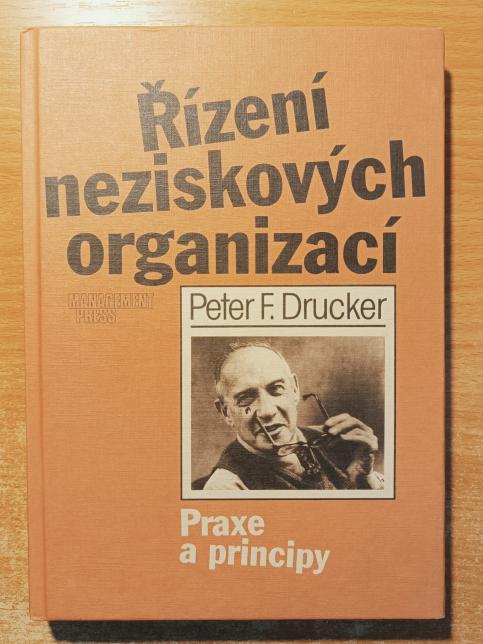 Řízení
neziskových
organizací
MANAGEMENT
PRESS
Peter F. Drucker
Praxe
a principy